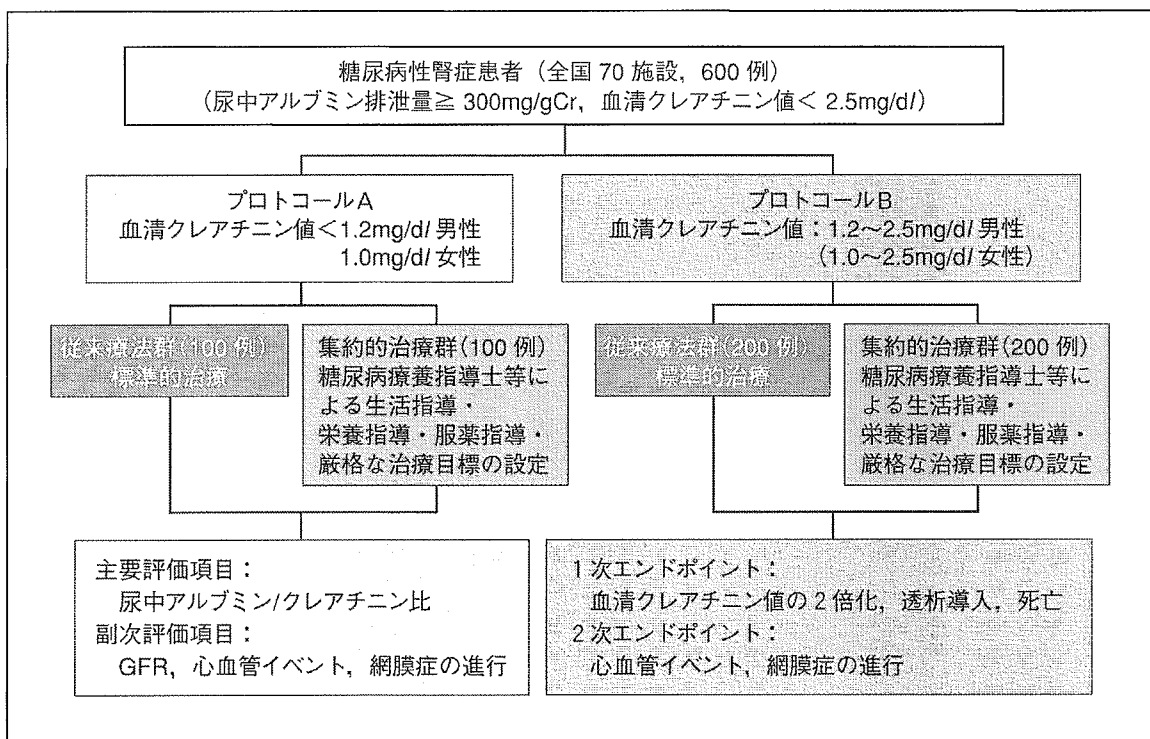 糖尿病性腎症患者（全国 70 施設，600 例）
（尿中アルブミン排泄量≧ 300mg/gCr，血清クレアチニン値＜ 2.5mg/dl）
プロトコールA
血清クレアチニン値＜1.2mg/dl 男性
1.0mg/dl 女性
プロトコールB
血清クレアチニン値：1.2～2.5mg/dl 男性
（1.0～2.5mg/dl 女性）
従来療法群(100 例)
標準的治療
集約的治療群(100 例)
糖尿病療養指導士等に
よる生活指導・
栄養指導・服薬指導・
厳格な治療目標の設定
従来療法群(200 例)
標準的治療
集約的治療群(200 例)
糖尿病療養指導士等に
よる生活指導・
栄養指導・服薬指導・
厳格な治療目標の設定
主要評価項目：
尿中アルブミン/クレアチニン比
副次評価項目：
GFR，心血管イベント，網膜症の進行
1 次エンドポイント：
血清クレアチニン値の 2 倍化，透析導入，死亡
2 次エンドポイント：
心血管イベント，網膜症の進行